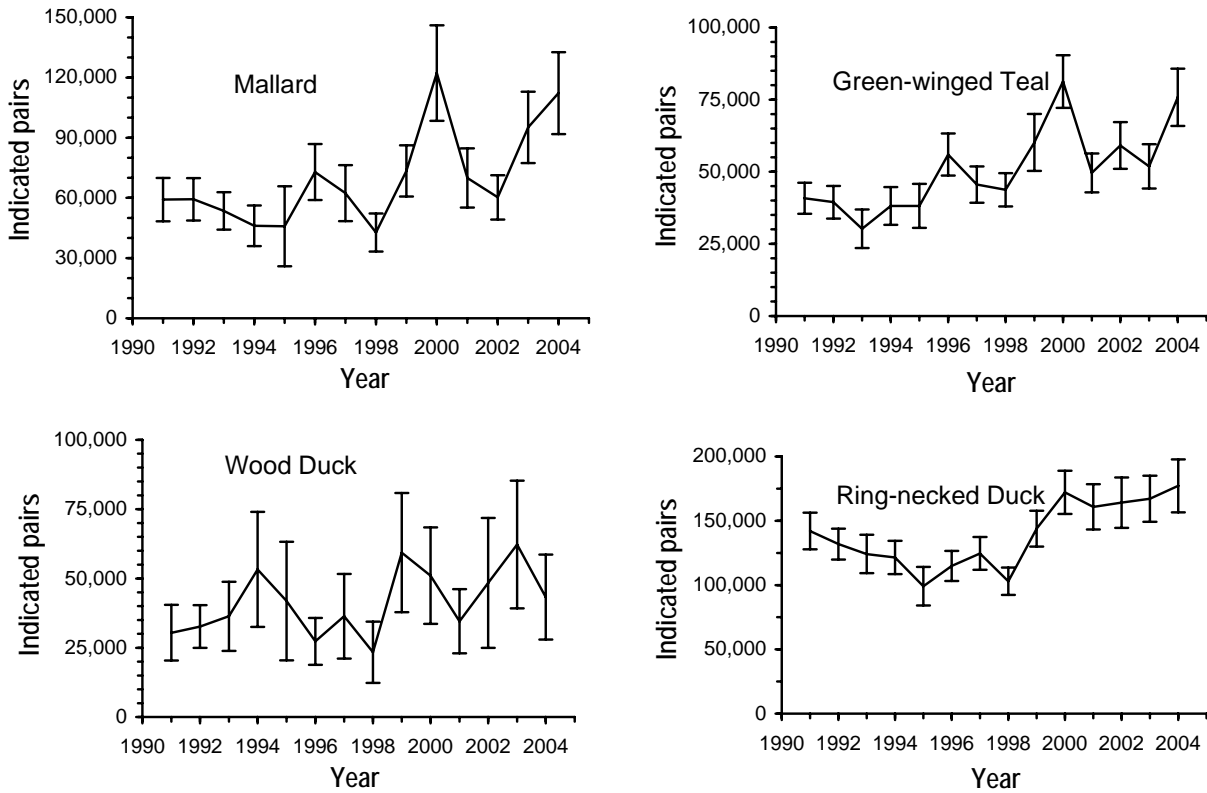 Mallard
Indicated pairs
150,000
120,000
90,000
60,000
30,000
0
1990 1992 1994 1996 1998 2000 2002 2004
Year
Green-winged Teal
Indicated pairs
100,000
75,000
50,000
25,000
0
1990 1992 1994 1996 1998 2000 2002 2004
Year
Wood Duck
Indicated pairs
100,000
75,000
50,000
25,000
0
1990 1992 1994 1996 1998 2000 2002 2004
Year
Ring-necked Duck
Indicated pairs
200,000
150,000
100,000
50,000
0
1990 1992 1994 1996 1998 2000 2002 2004
Year